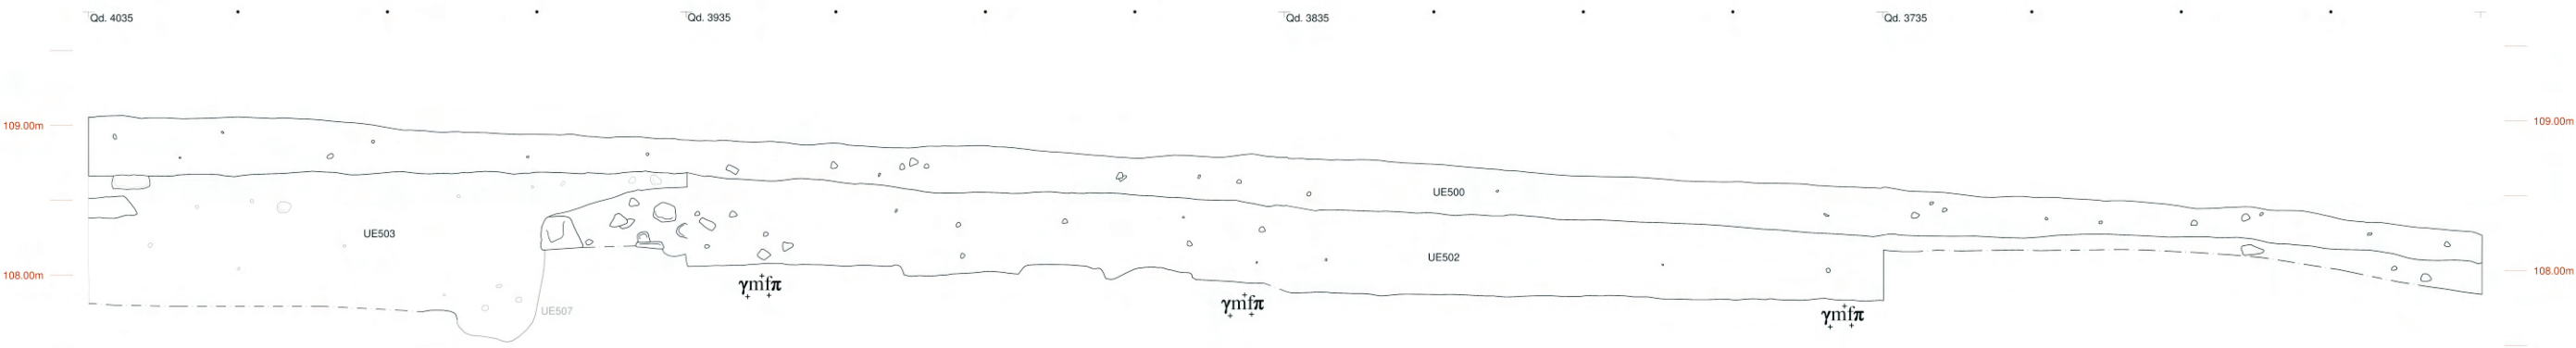 Qd. 4035 Qd. 3935 Qd. 3835 Qd. 3735
109.00m 109.00m
UE500
UE503
UE502
108.00m 108.00m
γmfπ
γmfπ
UE507
γmfπ